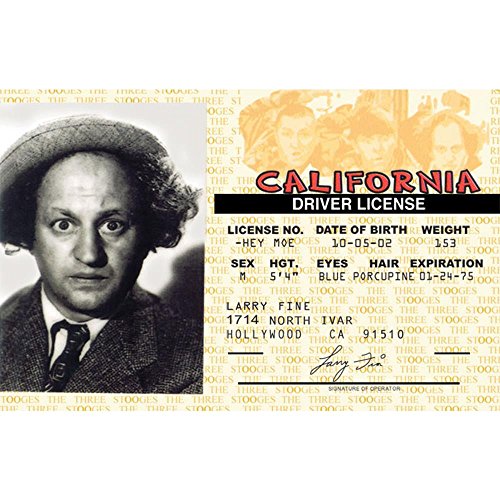 CALIFORNIA
DRIVER LICENSE
LICENSE NO. DATE OF BIRTH WEIGHT
-HEY MOE 10-05-02 153
SEX HGT. EYES HAIR EXPIRATION
M 5'4" BLUE PORCUPINE 01-24-75
LARRY FINE
1714 NORTH IVAR
HOLLYWOOD CA 91510
Larry Fine
SIGNATURE OF OPERATOR
THE THREE STOOGES THE THREE STOOGES THE THREE STOOGES